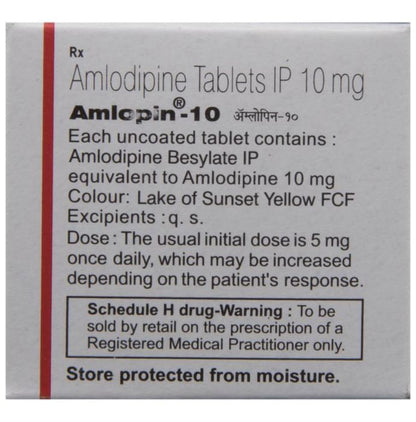 Rx
Amlodipine Tablets IP 10 mg
Amlopin®-10 ॲम्लोपिन-१०
Each uncoated tablet contains :
Amlodipine Besylate IP
equivalent to Amlodipine 10 mg
Colour: Lake of Sunset Yellow FCF
Excipients : q. s.
Dose : The usual initial dose is 5 mg
once daily, which may be increased
depending on the patient's response.
Schedule H drug-Warning : To be
sold by retail on the prescription of a
Registered Medical Practitioner only.
Store protected from moisture.